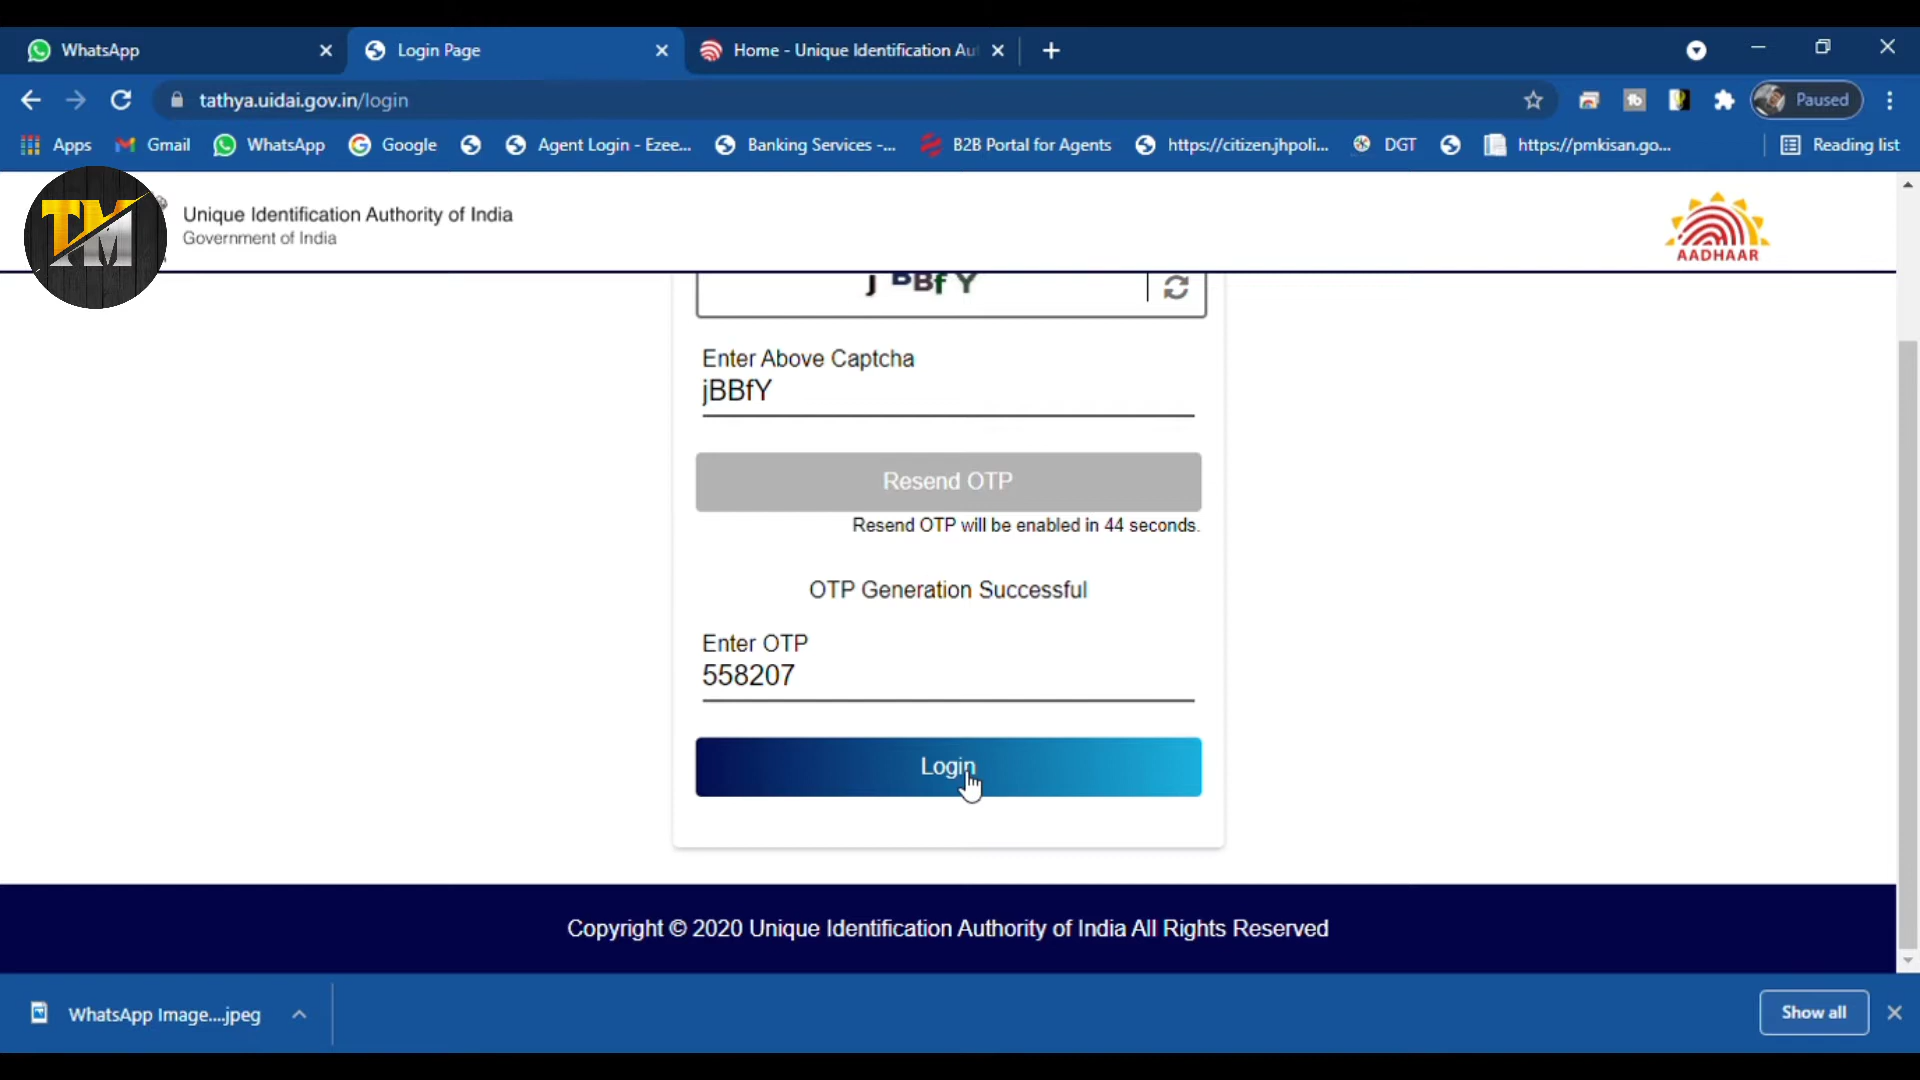 WhatsApp
Login Page
Home - Unique Identification Au
tathya.uidai.gov.in/login
Paused
Apps
Gmail
WhatsApp
Google
Agent Login - Ezee...
Banking Services -...
B2B Portal for Agents
https://citizen.jhpoli...
DGT
https://pmkisan.go...
Reading list
TM
Unique Identification Authority of India
Government of India
AADHAAR
j BBf Y
Enter Above Captcha
jBBfY
Resend OTP
Resend OTP will be enabled in 44 seconds.
OTP Generation Successful
Enter OTP
558207
Login
Copyright © 2020 Unique Identification Authority of India All Rights Reserved
WhatsApp Image....jpeg
Show all